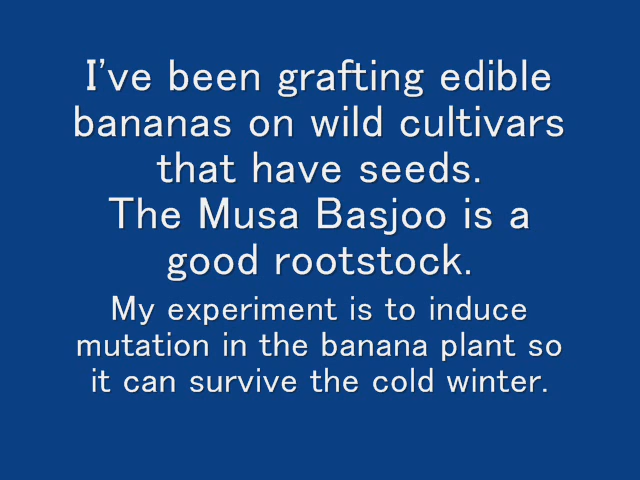 I've been grafting edible
bananas on wild cultivars
that have seeds.
The Musa Basjoo is a
good rootstock.
My experiment is to induce
mutation in the banana plant so
it can survive the cold winter.